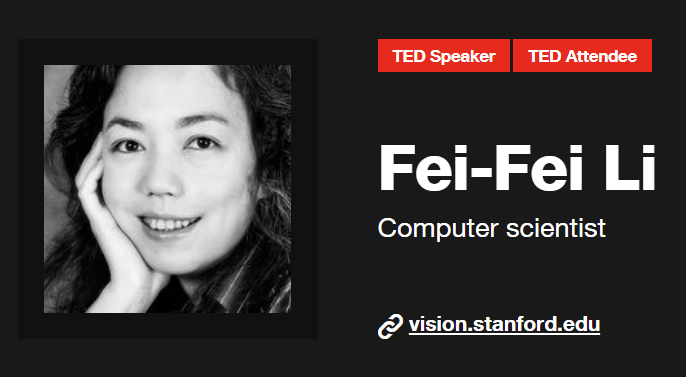 TED Speaker TED Attendee
Fei-Fei Li
Computer scientist
vision.stanford.edu